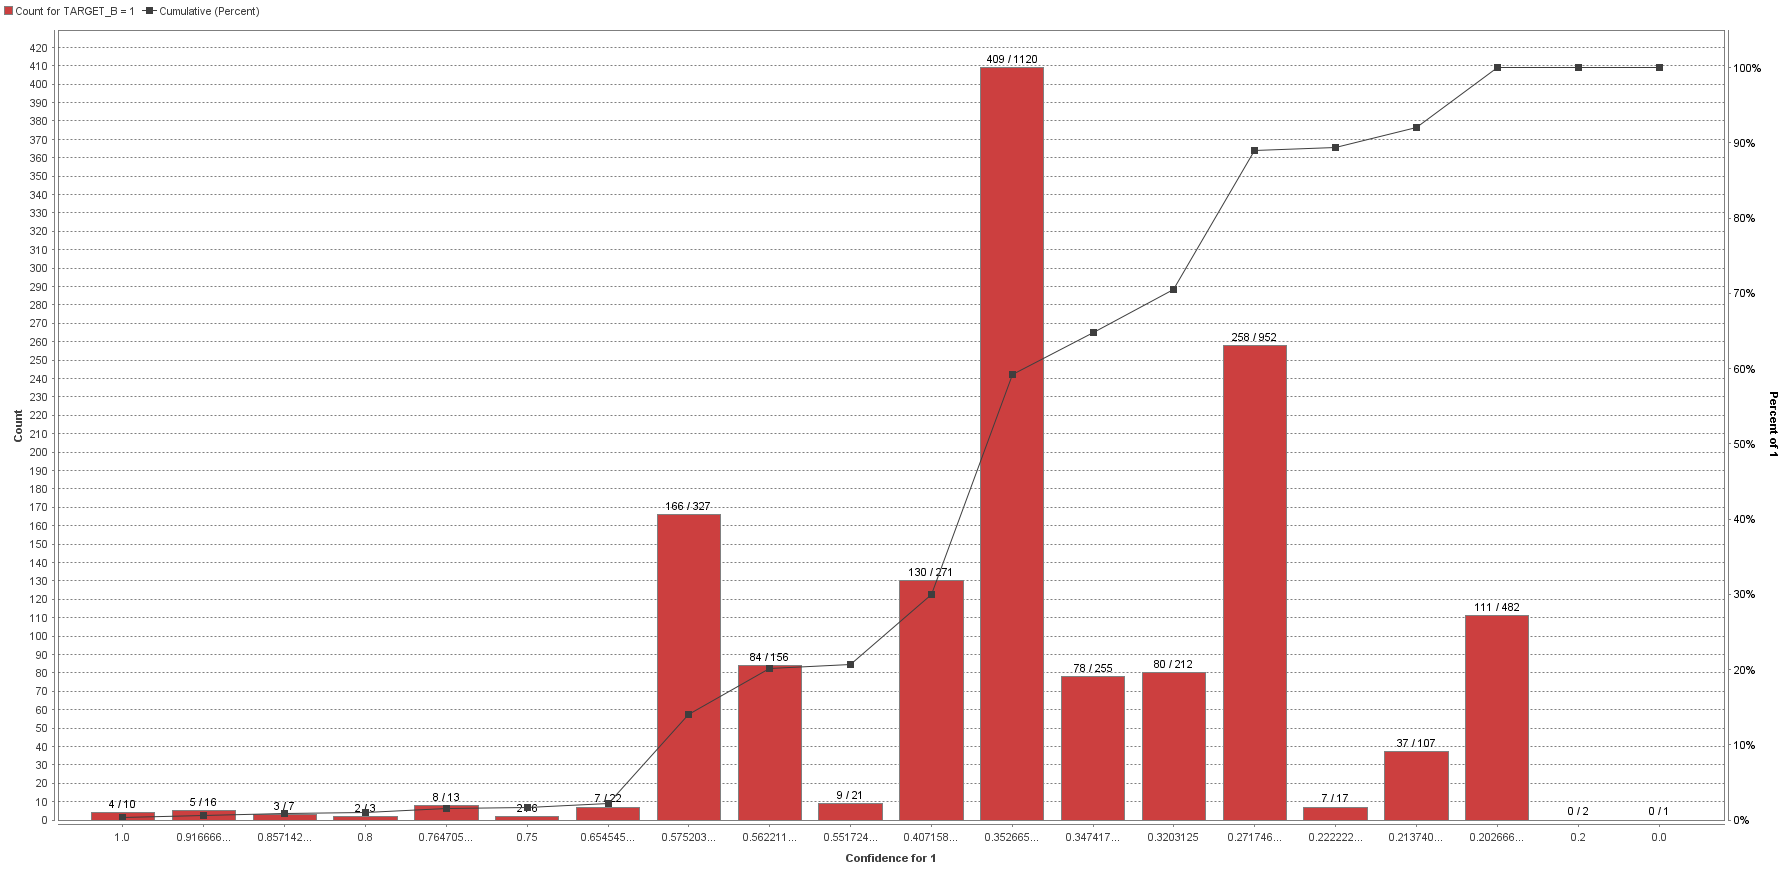 Count for TARGET_B = 1 Cumulative (Percent)
420
410
400
390
380
370
360
350
340
330
320
310
300
290
280
270
260
250
240
230
220
210
200
190
180
170
160
150
140
130
120
110
100
90
80
70
60
50
40
30
20
10
0
Count
4 / 10
5 / 16
3 / 7
2 / 3
8 / 13
2 / 6
7 / 22
166 / 327
84 / 156
9 / 21
130 / 271
409 / 1120
78 / 255
80 / 212
258 / 952
7 / 17
37 / 107
111 / 482
0 / 2
0 / 1
100%
90%
80%
70%
60%
50%
40%
30%
20%
10%
0%
Percent of 1
1.0 0.916666... 0.857142... 0.8 0.764705... 0.75 0.654545... 0.575203... 0.562211... 0.551724... 0.407158... 0.352665... 0.347417... 0.3203125 0.271746... 0.222222... 0.213740... 0.202666... 0.2 0.0
Confidence for 1